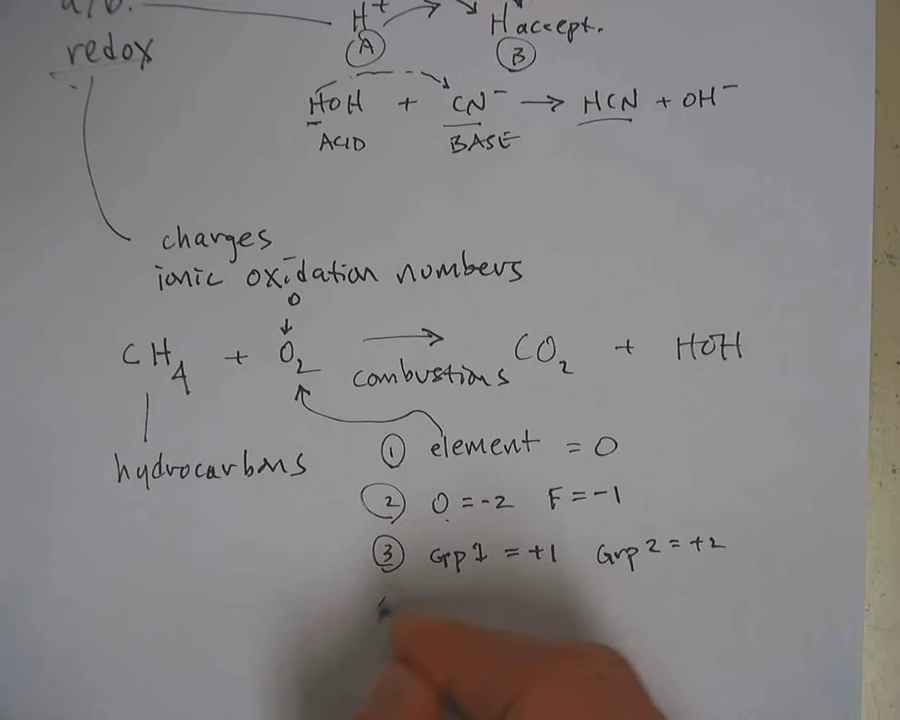 a/b.
H+
H accept.
redox
A
B
HOH + CN⁻ → HCN + OH⁻
ACID BASE
charges
ionic oxidation numbers
0
CH₄ + O₂ → CO₂ + HOH
combustions
hydrocarbons
① element = 0
② O = -2 F = -1
③ Grp 1 = +1 Grp 2 = +2